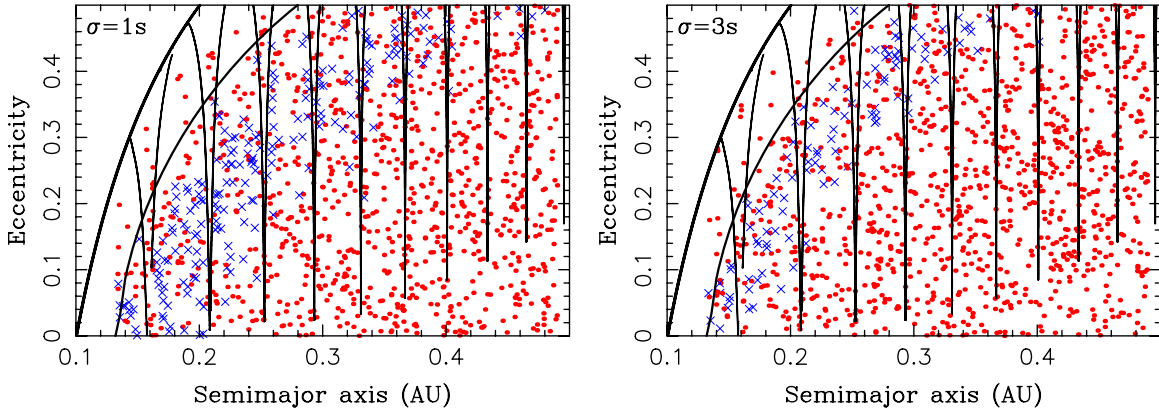 σ=1s
Eccentricity
0 0.1 0.2 0.3 0.4
0.1 0.2 0.3 0.4
Semimajor axis (AU)
σ=3s
Eccentricity
0 0.1 0.2 0.3 0.4
0.1 0.2 0.3 0.4
Semimajor axis (AU)